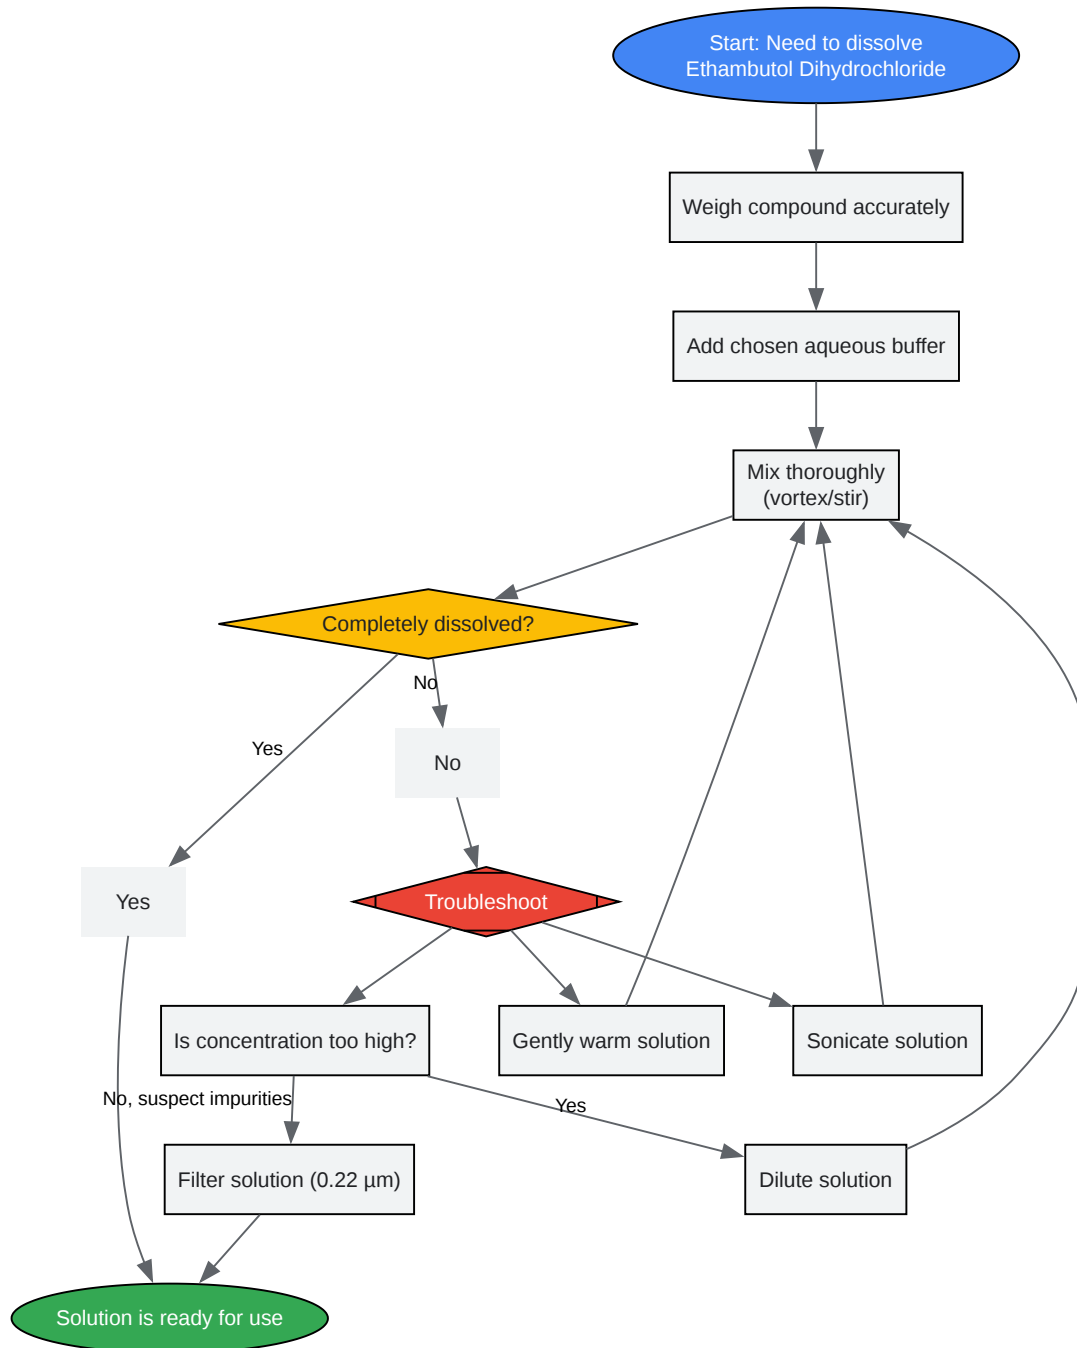 Start: Need to dissolve
Ethambutol Dihydrochloride
Weigh compound accurately
Add chosen aqueous buffer
Mix thoroughly
(vortex/stir)
Completely dissolved?
No
Yes
No
Yes
Troubleshoot
Is concentration too high?
Gently warm solution
Sonicate solution
No, suspect impurities
Yes
Filter solution (0.22 µm)
Dilute solution
Solution is ready for use